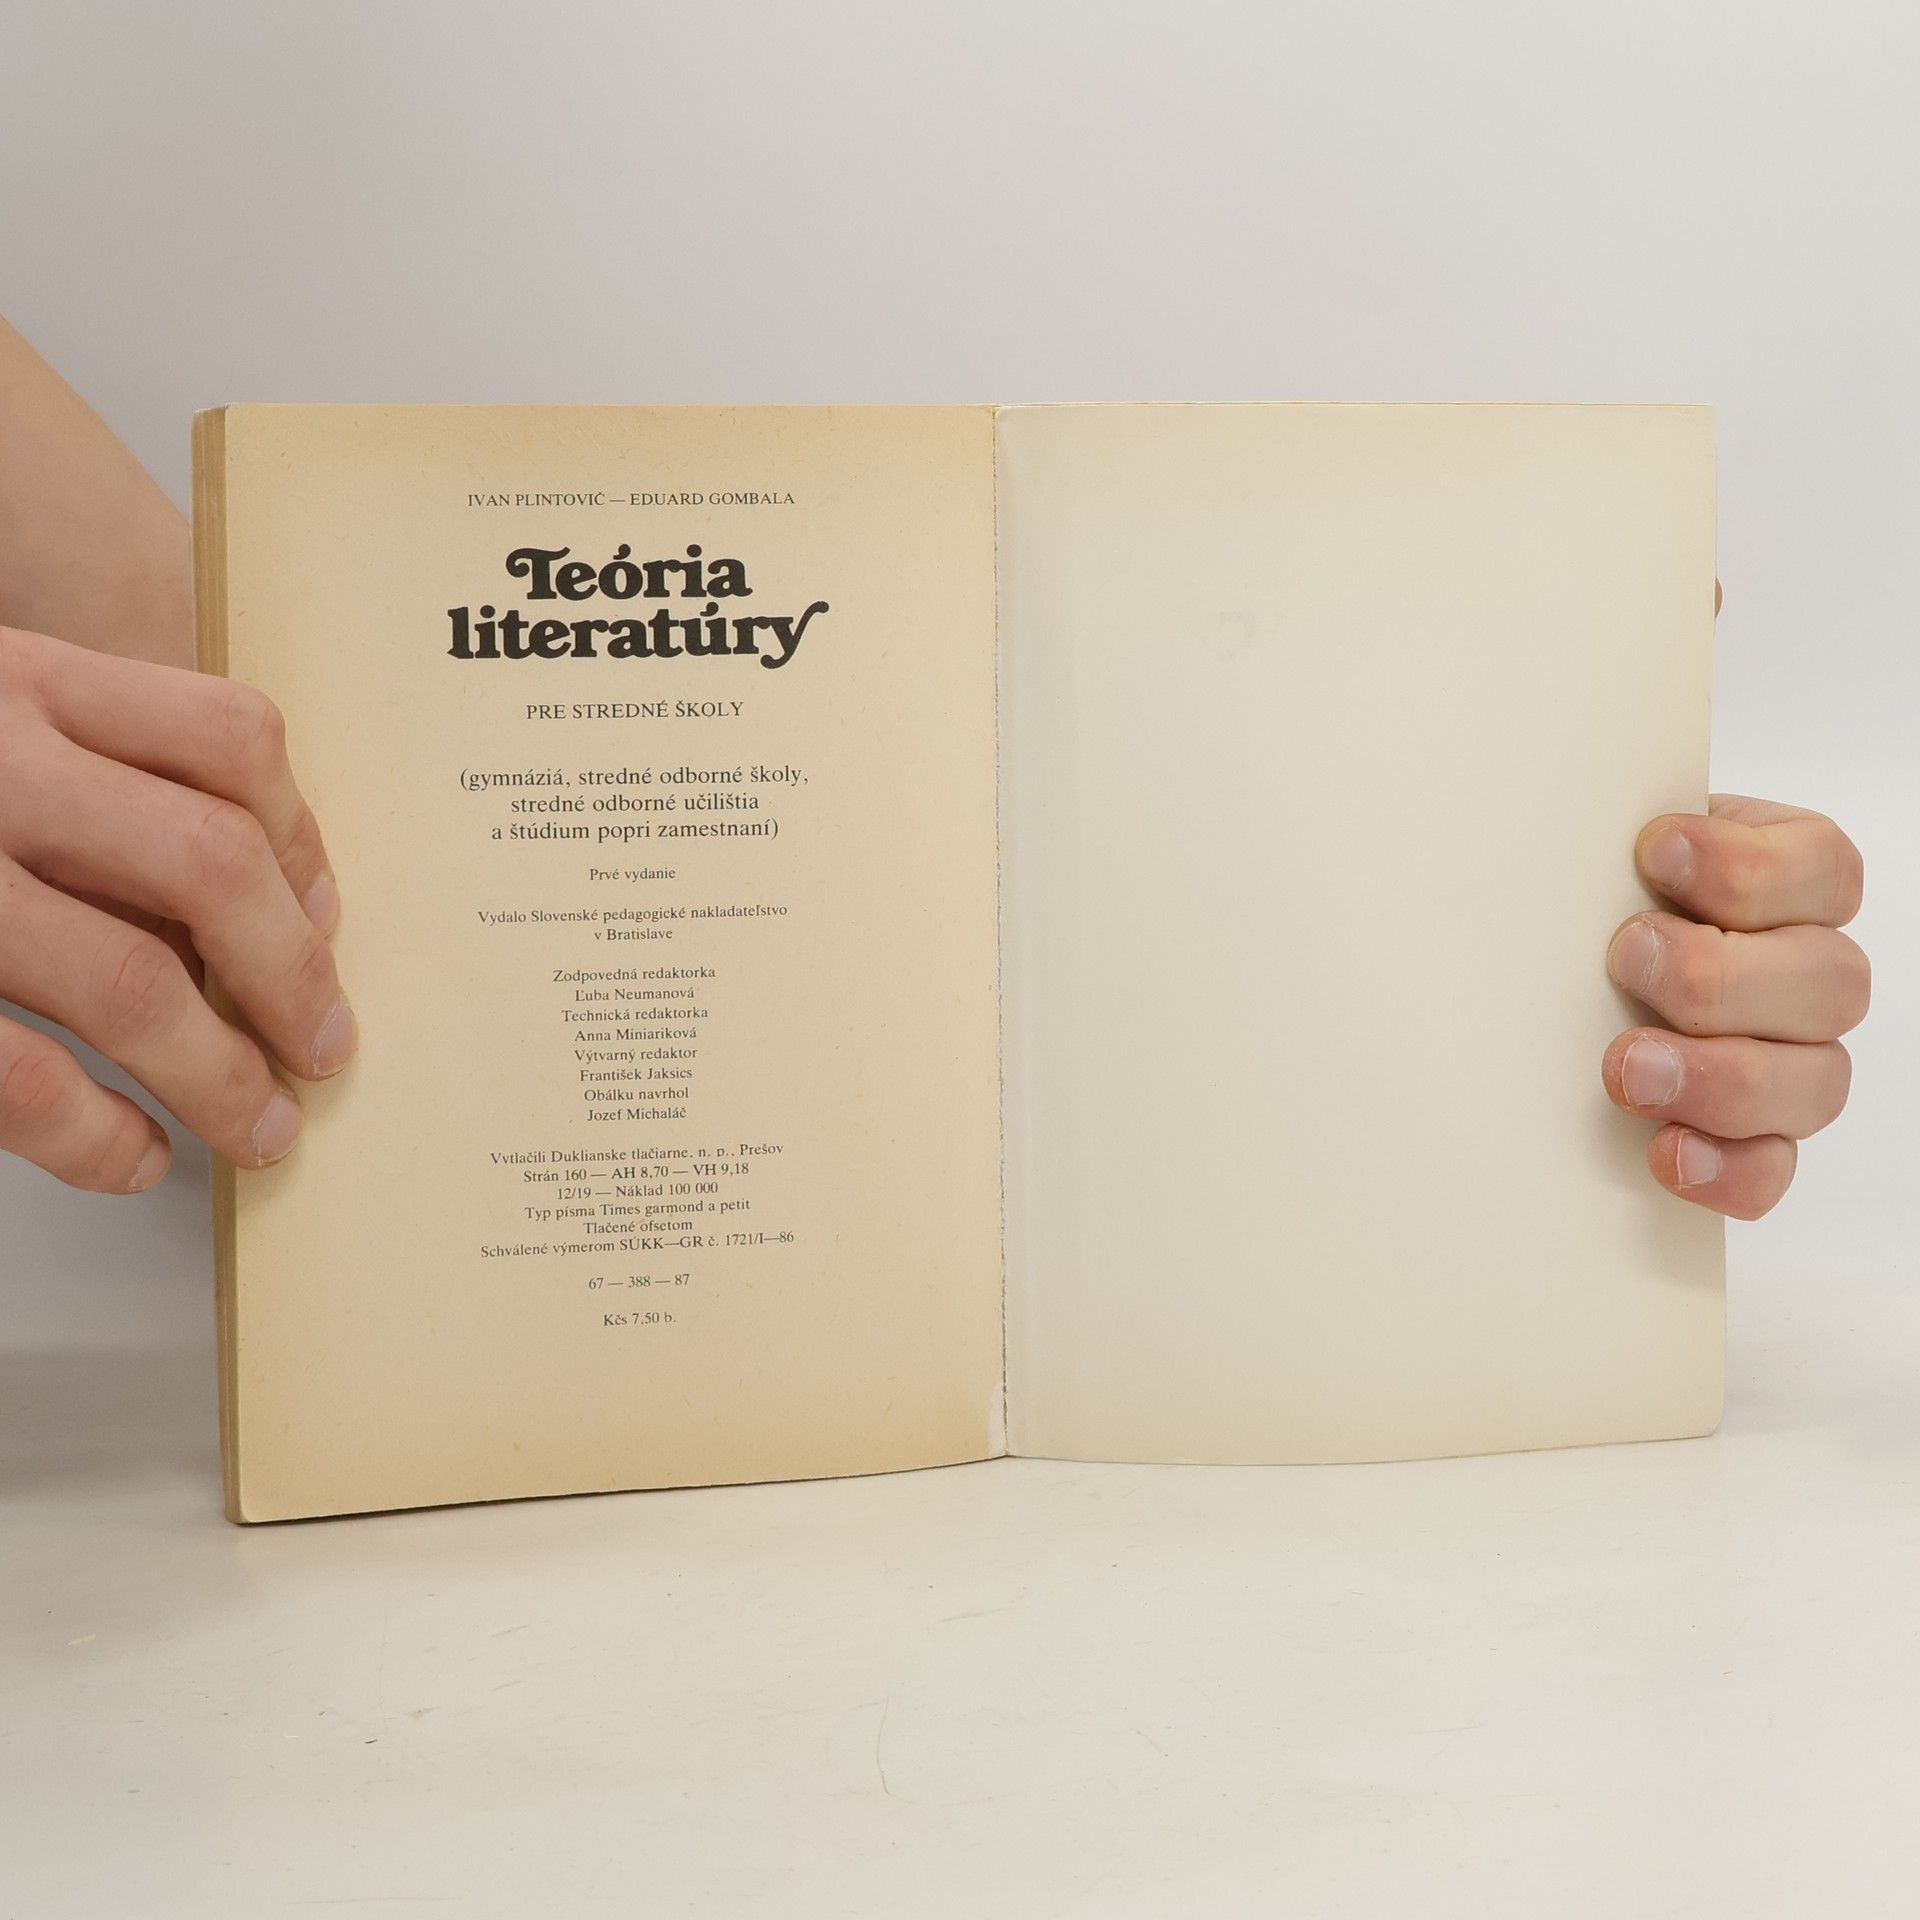 IVAN PLINTOVIČ — EDUARD GOMBALA
Teória
literatúry
PRE STREDNÉ ŠKOLY
(gymnáziá, stredné odborné školy,
stredné odborné učilištia
a štúdium popri zamestnaní)
Prvé vydanie
Vydalo Slovenské pedagogické nakladateľstvo
v Bratislave
Zodpovedná redaktorka
Ľuba Neumanová
Technická redaktorka
Anna Miniariková
Výtvarný redaktor
František Jaksics
Obálku navrhol
Jozef Michaláč
Vytlačili Duklianske tlačiarne, n. p., Prešov
Strán 160 — AH 8,70 — VH 9,18
12/19 — Náklad 100 000
Typ písma Times garmond a petit
Tlačené ofsetom
Schválené výmerom SÚKK—GR č. 1721/I—86
67 — 388 — 87
Kčs 7,50 b.